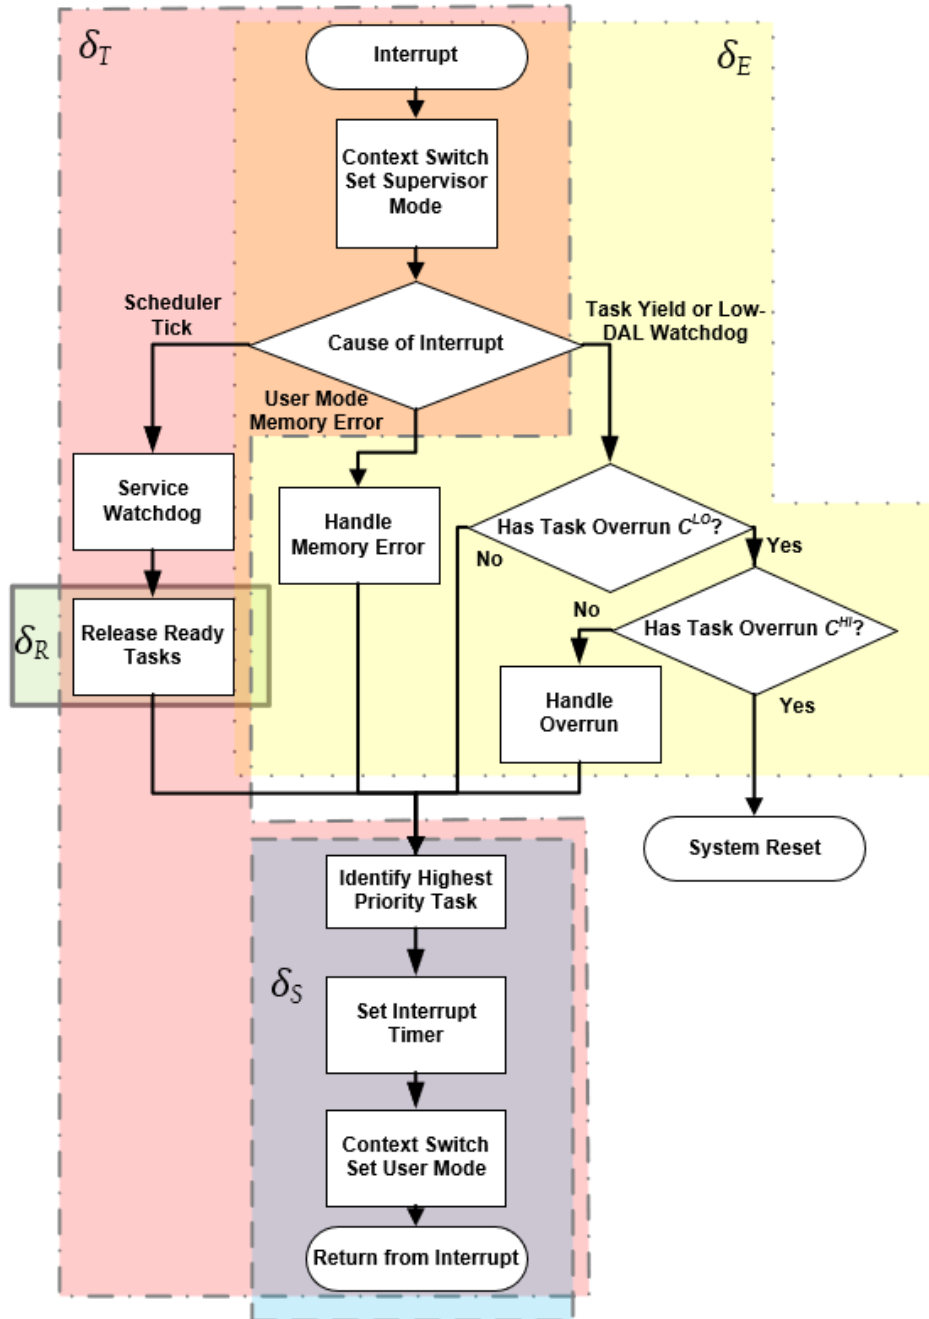 δT
δE
Interrupt
Context Switch
Set Supervisor
Mode
Scheduler
Tick
Cause of Interrupt
Task Yield or Low-
DAL Watchdog
User Mode
Memory Error
Service
Watchdog
Handle
Memory Error
Has Task Overrun C^LO?
No
Yes
δR
Release Ready
Tasks
No
Has Task Overrun C^HI?
Handle
Overrun
Yes
System Reset
Identify Highest
Priority Task
δS
Set Interrupt
Timer
Context Switch
Set User Mode
Return from Interrupt